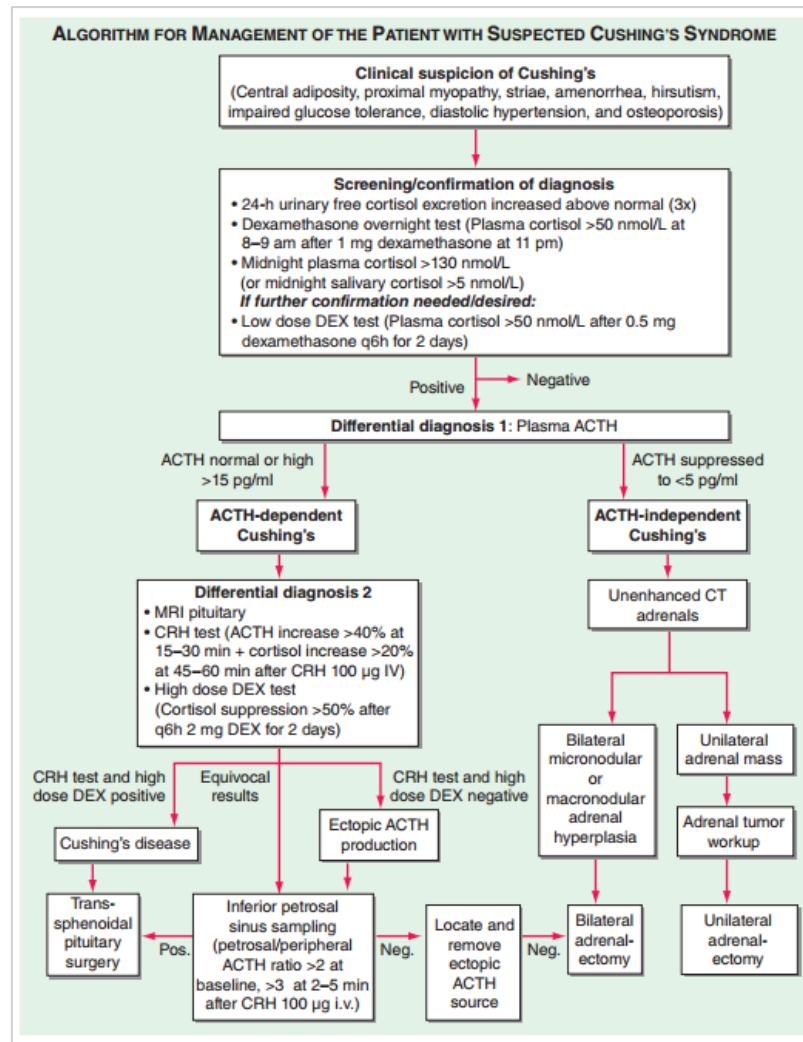 ALGORITHM FOR MANAGEMENT OF THE PATIENT WITH SUSPECTED CUSHING'S SYNDROME
Clinical suspicion of Cushing's
(Central adiposity, proximal myopathy, striae, amenorrhea, hirsutism,
impaired glucose tolerance, diastolic hypertension, and osteoporosis)
Screening/confirmation of diagnosis
• 24-h urinary free cortisol excretion increased above normal (3x)
• Dexamethasone overnight test (Plasma cortisol >50 nmol/L at
8–9 am after 1 mg dexamethasone at 11 pm)
• Midnight plasma cortisol >130 nmol/L
(or midnight salivary cortisol >5 nmol/L)
If further confirmation needed/desired:
• Low dose DEX test (Plasma cortisol >50 nmol/L after 0.5 mg
dexamethasone q6h for 2 days)
Positive
Negative
Differential diagnosis 1: Plasma ACTH
ACTH normal or high
>15 pg/ml
ACTH suppressed
to <5 pg/ml
ACTH-dependent
Cushing's
ACTH-independent
Cushing's
Differential diagnosis 2
• MRI pituitary
• CRH test (ACTH increase >40% at
15–30 min + cortisol increase >20%
at 45–60 min after CRH 100 µg IV)
• High dose DEX test
(Cortisol suppression >50% after
q6h 2 mg DEX for 2 days)
Unenhanced CT
adrenals
CRH test and high
dose DEX positive
Equivocal
results
CRH test and high
dose DEX negative
Bilateral
micronodular
or
macronodular
adrenal
hyperplasia
Unilateral
adrenal mass
Cushing's disease
Ectopic ACTH
production
Adrenal tumor
workup
Trans-
sphenoidal
pituitary
surgery
Pos.
Inferior petrosal
sinus sampling
(petrosal/peripheral
ACTH ratio >2 at
baseline, >3 at 2–5 min
after CRH 100 µg i.v.)
Neg.
Locate and
remove
ectopic
ACTH
source
Neg.
Bilateral
adrenal-
ectomy
Unilateral
adrenal-
ectomy